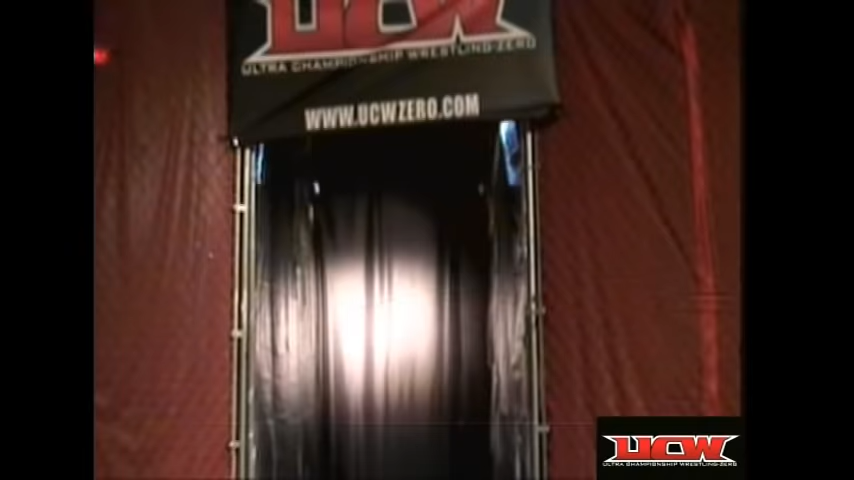 UCW
ULTRA CHAMPIONSHIP WRESTLING-ZERO
WWW.UCWZERO.COM
UCW
ULTRA CHAMPIONSHIP WRESTLING-ZERO